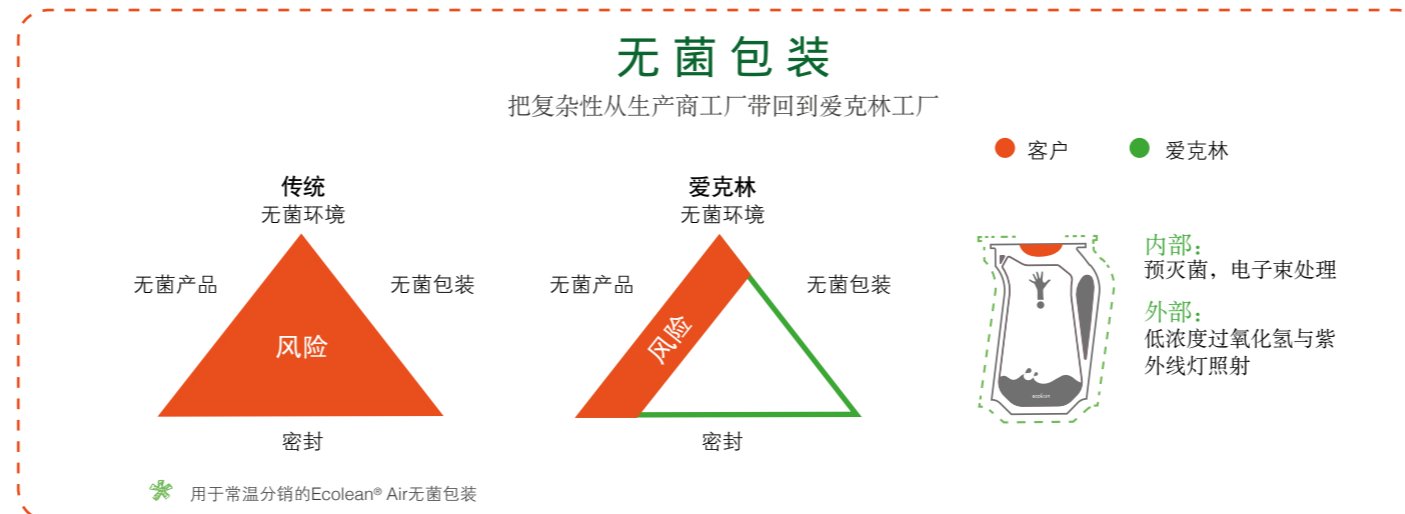 无菌包装
把复杂性从生产商工厂带回到爱克林工厂
客户
爱克林
传统
无菌环境
无菌产品
无菌包装
风险
密封
爱克林
无菌环境
无菌产品
无菌包装
风险
密封
内部：
预灭菌，电子束处理
外部：
低浓度过氧化氢与紫
外线灯照射
ecolean
用于常温分销的Ecolean® Air无菌包装